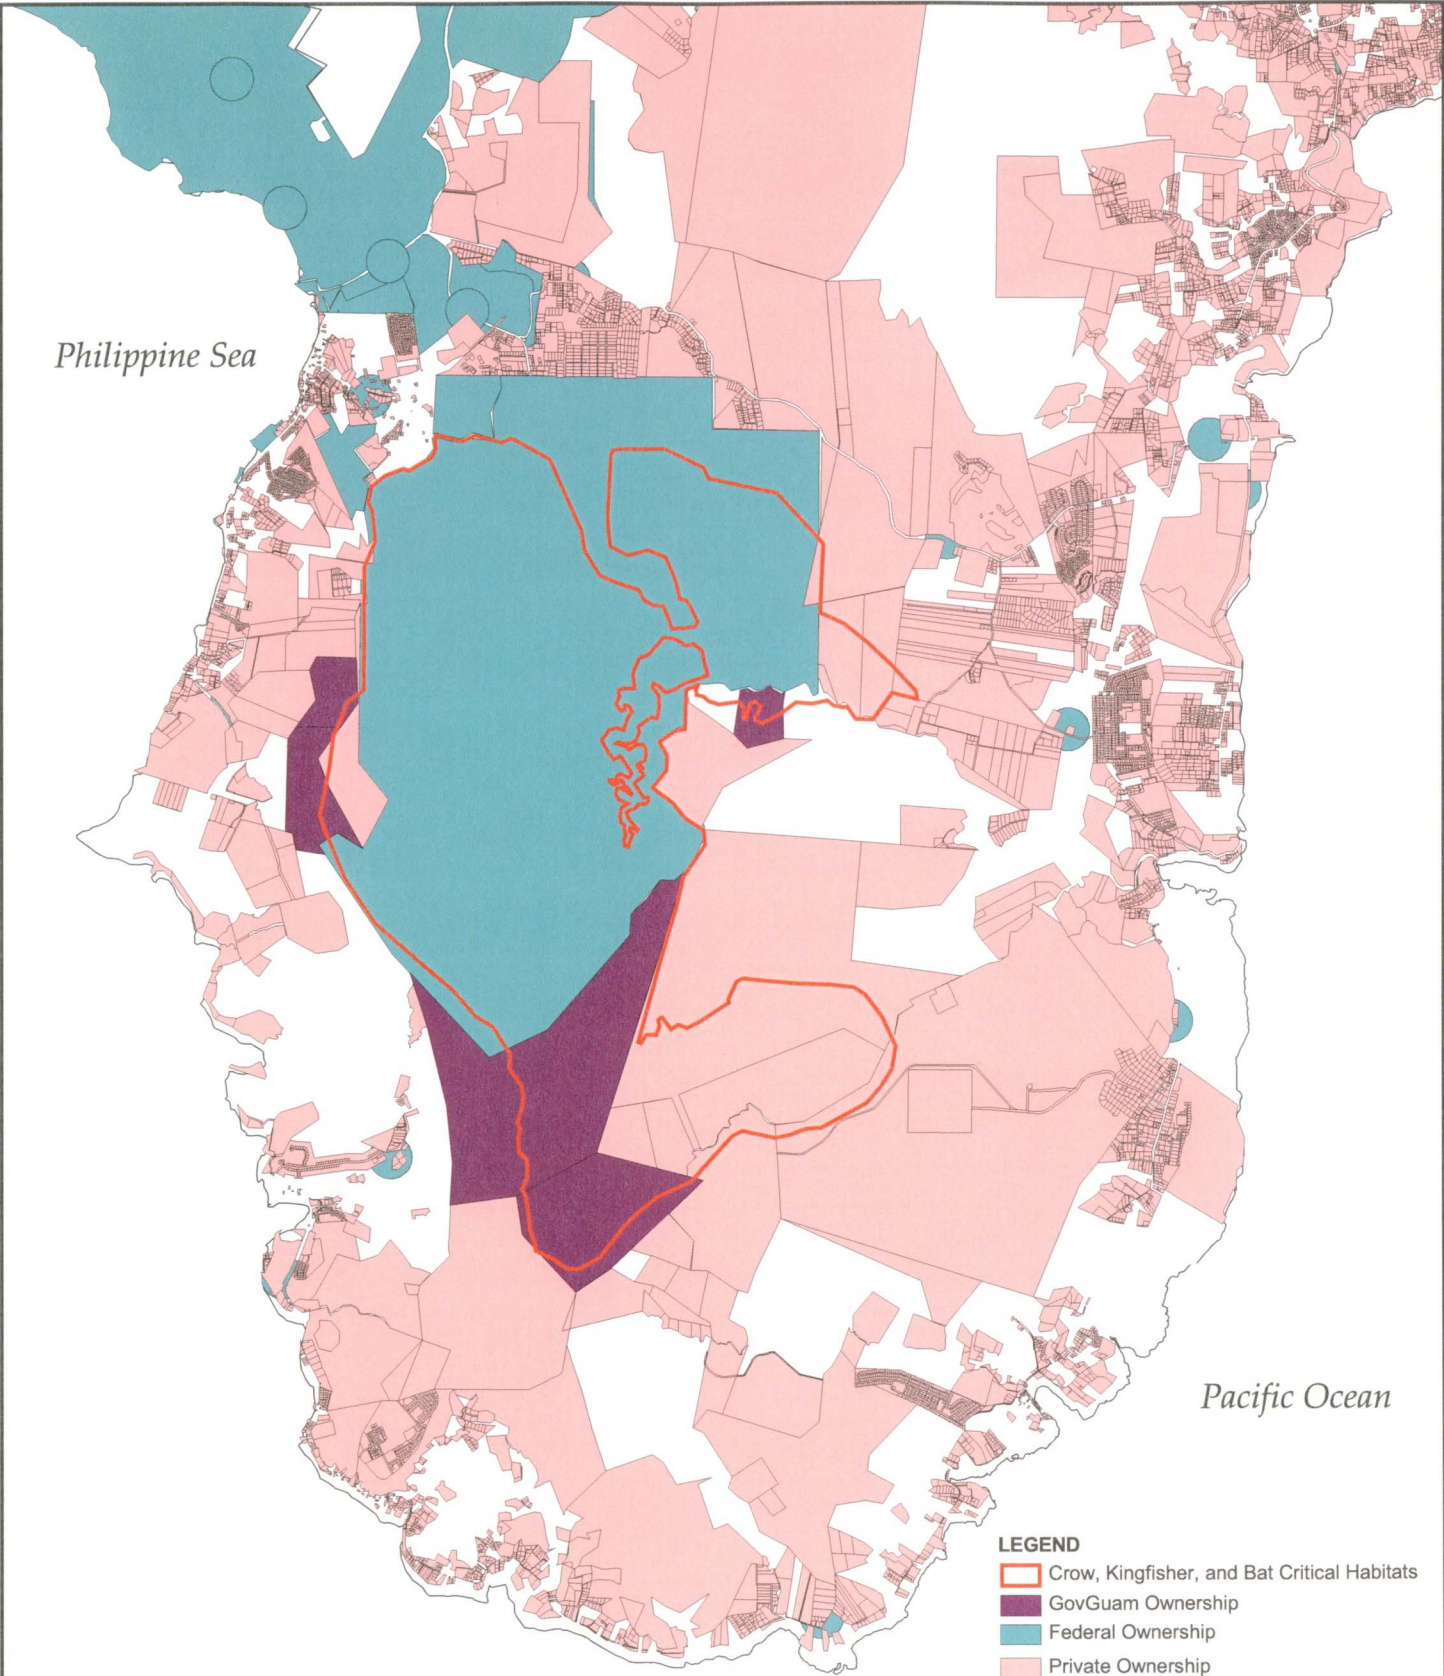 Philippine Sea
Pacific Ocean
LEGEND
Crow, Kingfisher, and Bat Critical Habitats
GovGuam Ownership
Federal Ownership
Private Ownership